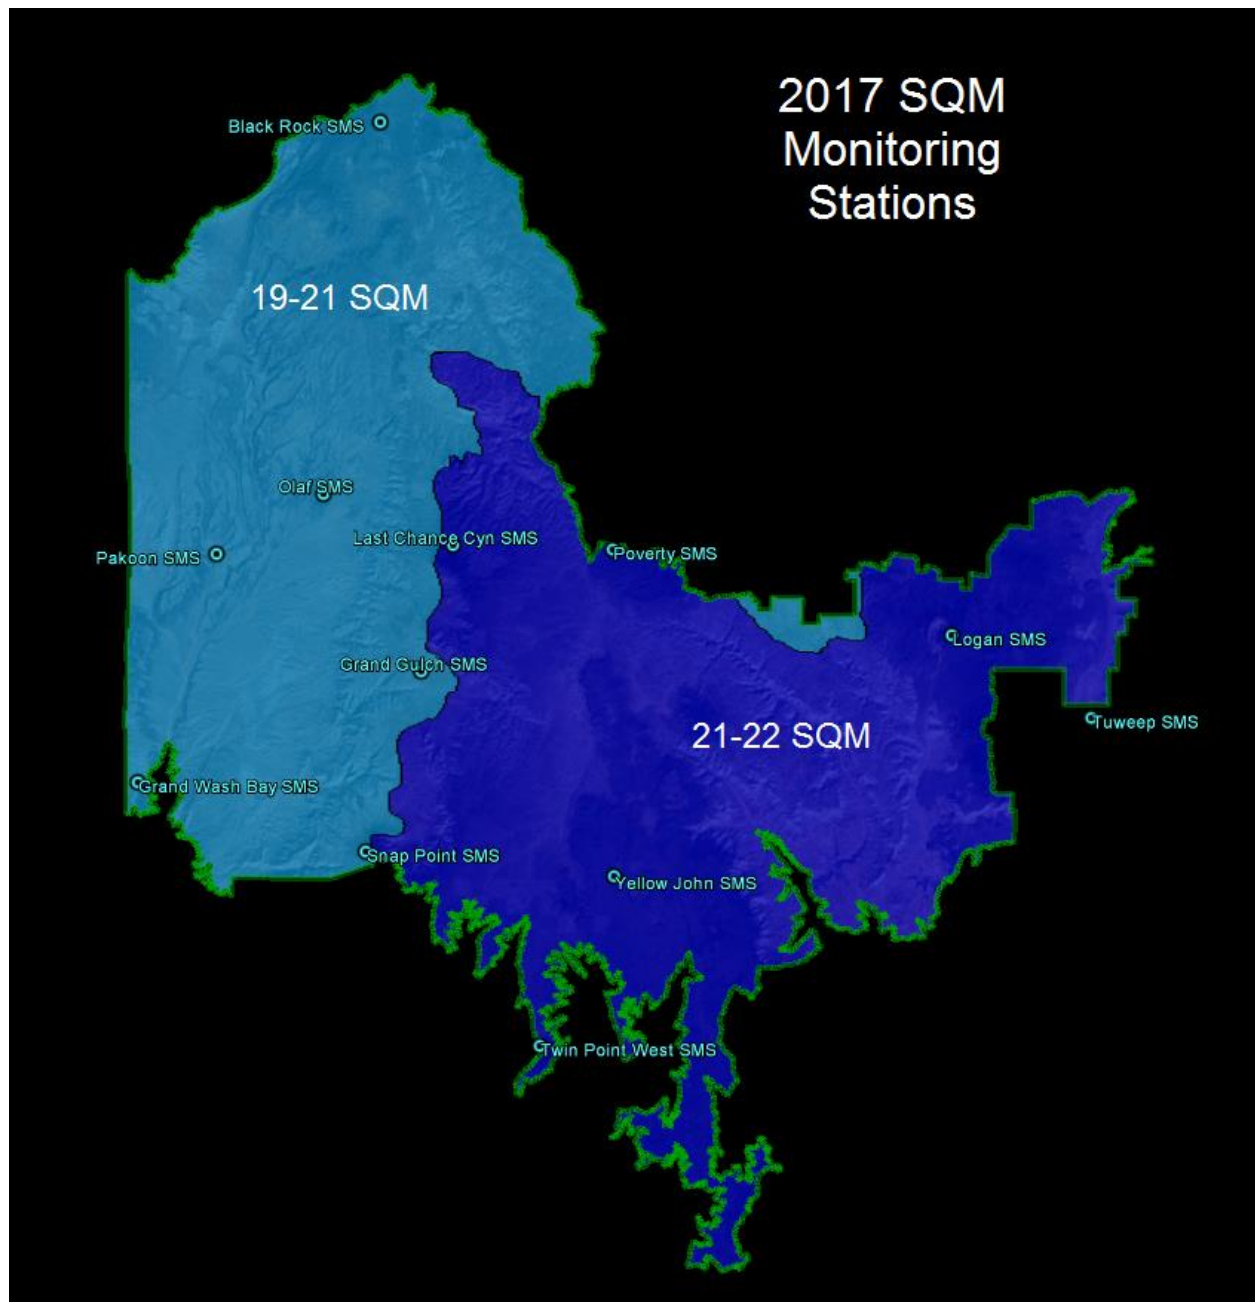 2017 SQM
Monitoring
Stations
Black Rock SMS
19-21 SQM
Olaf SMS
Last Chance Cyn SMS
Pakoon SMS
Poverty SMS
Logan SMS
Grand Gulch SMS
Tuweep SMS
21-22 SQM
Grand Wash Bay SMS
Snap Point SMS
Yellow John SMS
Twin Point West SMS